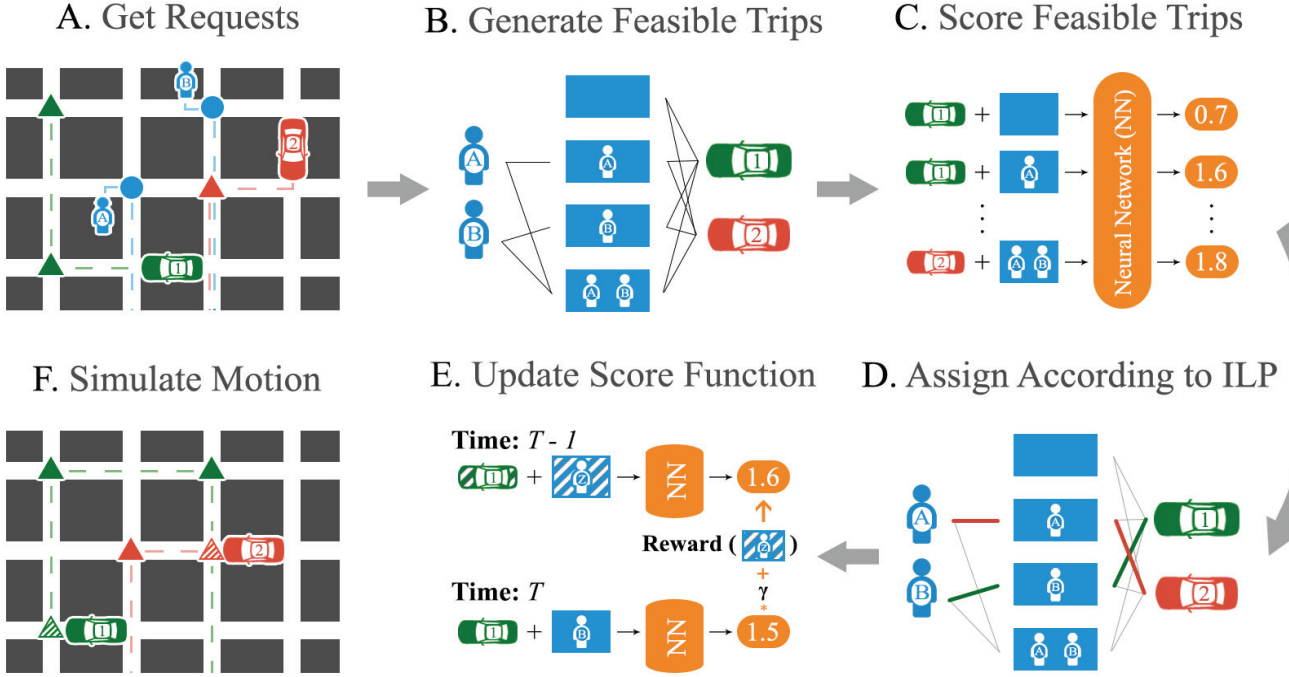 A. Get Requests
B
2
A
1
B. Generate Feasible Trips
A
B
A
B
A B
1
2
C. Score Feasible Trips
1 + 0.7
1 + A 1.6
2 + A B 1.8
Neural Network (NN)
F. Simulate Motion
2
1
E. Update Score Function
Time: T - 1
1 + Z NN 1.6
Reward ( Z )
+
γ
*
Time: T
1 + B NN 1.5
D. Assign According to ILP
A
B
A
B
A B
1
2